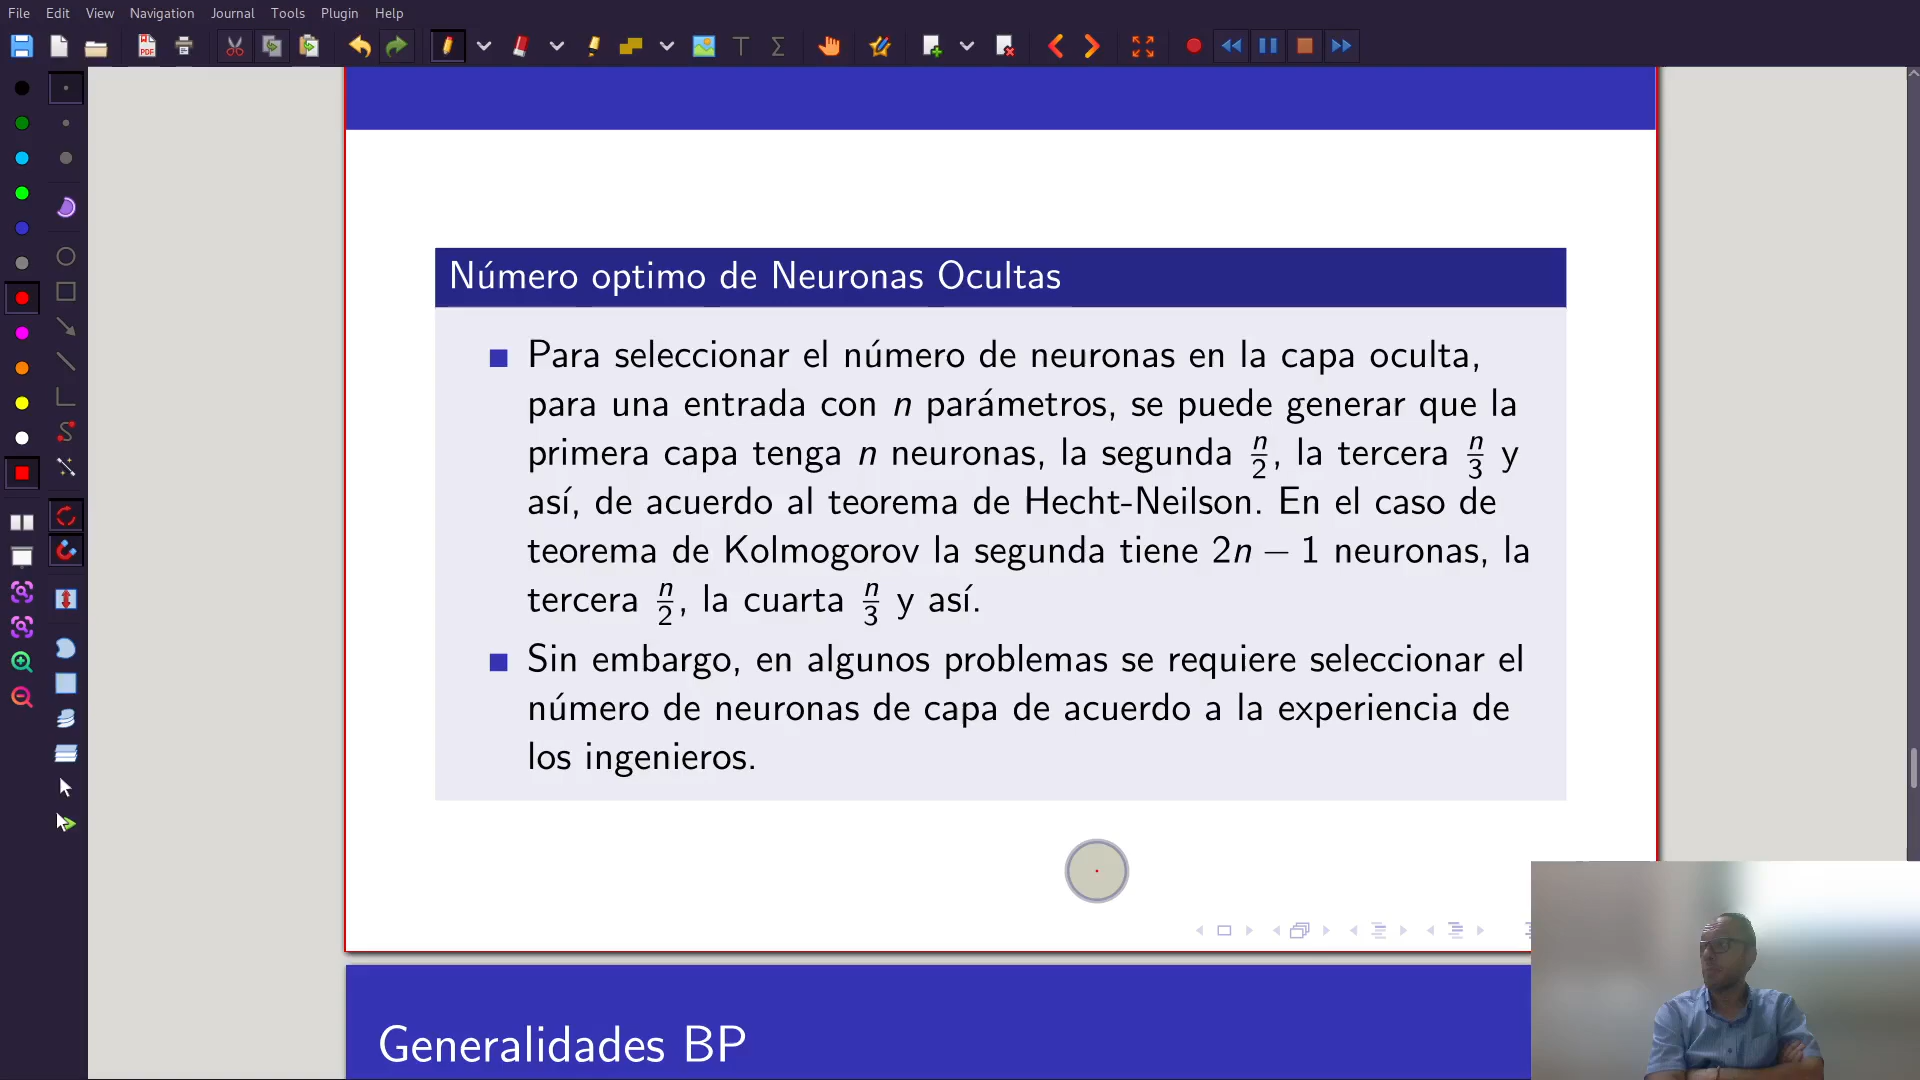 File Edit View Navigation Journal Tools Plugin Help
Número optimo de Neuronas Ocultas
Para seleccionar el número de neuronas en la capa oculta,
para una entrada con n parámetros, se puede generar que la
primera capa tenga n neuronas, la segunda n/2, la tercera n/3 y
así, de acuerdo al teorema de Hecht-Neilson. En el caso de
teorema de Kolmogorov la segunda tiene 2n − 1 neuronas, la
tercera n/2, la cuarta n/3 y así.
Sin embargo, en algunos problemas se requiere seleccionar el
número de neuronas de capa de acuerdo a la experiencia de
los ingenieros.
Generalidades BP